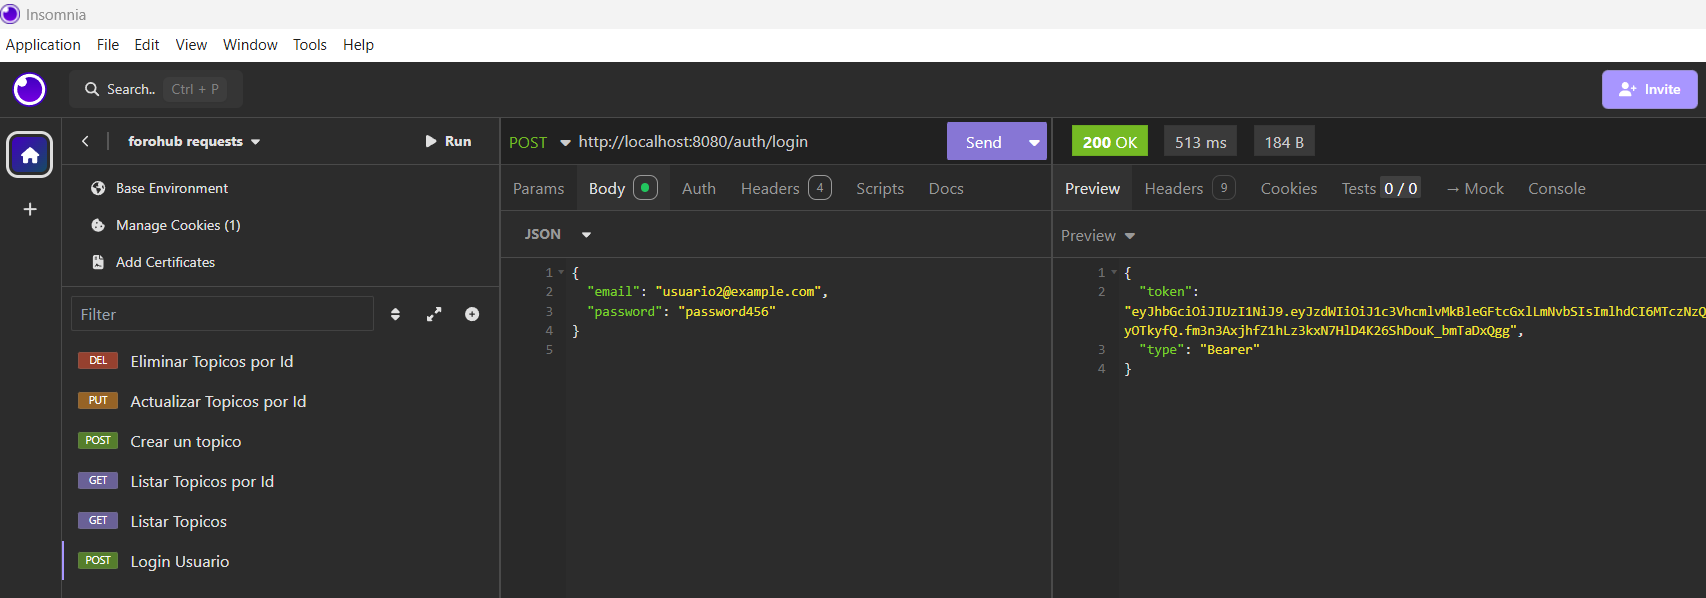 Insomnia
Application File Edit View Window Tools Help
Search.. Ctrl + P
Invite
forohub requests
Run
Base Environment
Manage Cookies (1)
Add Certificates
Filter
DEL Eliminar Topicos por Id
PUT Actualizar Topicos por Id
POST Crear un topico
GET Listar Topicos por Id
GET Listar Topicos
POST Login Usuario
POST http://localhost:8080/auth/login Send
Params Body Auth Headers 4 Scripts Docs
JSON
1 {
2 "email": "usuario2@example.com",
3 "password": "password456"
4 }
5
200 OK 513 ms 184 B
Preview Headers 9 Cookies Tests 0 / 0 → Mock Console
Preview
1 {
2 "token":
"eyJhbGciOiJIUzI1NiJ9.eyJzdWIiOiJ1c3VhcmlvMkBleGFtcGxlLmNvbSIsImlhdCI6MTczNzQ
yOTkyfQ.fm3n3AxjhfZ1hLz3kxN7HlD4K26ShDouK_bmTaDxQgg",
3 "type": "Bearer"
4 }